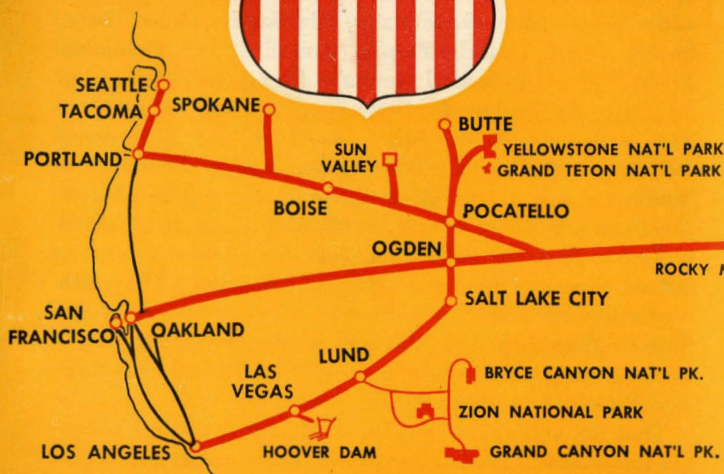 SEATTLE
TACOMA
SPOKANE
BUTTE
PORTLAND
SUN
VALLEY
YELLOWSTONE NAT'L PARK
GRAND TETON NAT'L PARK
BOISE
POCATELLO
OGDEN
ROCKY
SAN
FRANCISCO
OAKLAND
SALT LAKE CITY
LUND
LAS
VEGAS
BRYCE CANYON NAT'L PK.
ZION NATIONAL PARK
LOS ANGELES
HOOVER DAM
GRAND CANYON NAT'L PK.